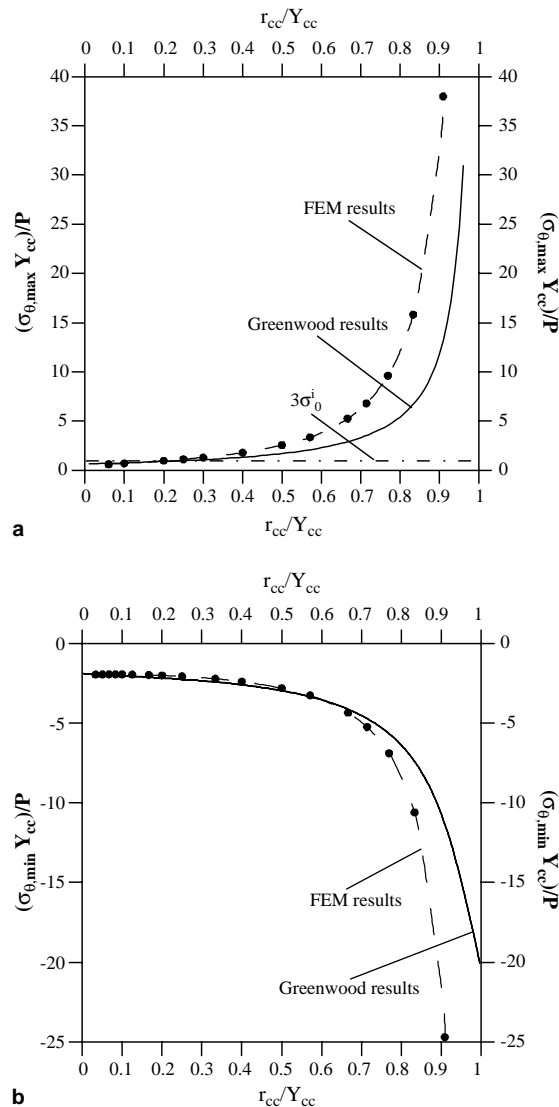 r_cc/Y_cc
0 0.1 0.2 0.3 0.4 0.5 0.6 0.7 0.8 0.9 1
40 40
35 35
30 30
25 25
20 20
15 15
10 10
5 5
0 0
(σ_θ,max Y_cc)/P
(σ_θ,max Y_cc)/P
FEM results
Greenwood results
3σ^i_0
0 0.1 0.2 0.3 0.4 0.5 0.6 0.7 0.8 0.9 1
r_cc/Y_cc
a
r_cc/Y_cc
0 0.1 0.2 0.3 0.4 0.5 0.6 0.7 0.8 0.9 1
0 0
-5 -5
-10 -10
-15 -15
-20 -20
-25 -25
(σ_θ,min Y_cc)/P
(σ_θ,min Y_cc)/P
FEM results
Greenwood results
0 0.1 0.2 0.3 0.4 0.5 0.6 0.7 0.8 0.9 1
r_cc/Y_cc
b